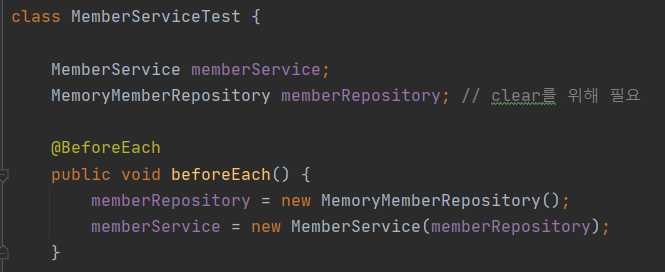 class MemberServiceTest {
MemberService memberService;
MemoryMemberRepository memberRepository; // clear를 위해 필요
@BeforeEach
public void beforeEach() {
memberRepository = new MemoryMemberRepository();
memberService = new MemberService(memberRepository);
}